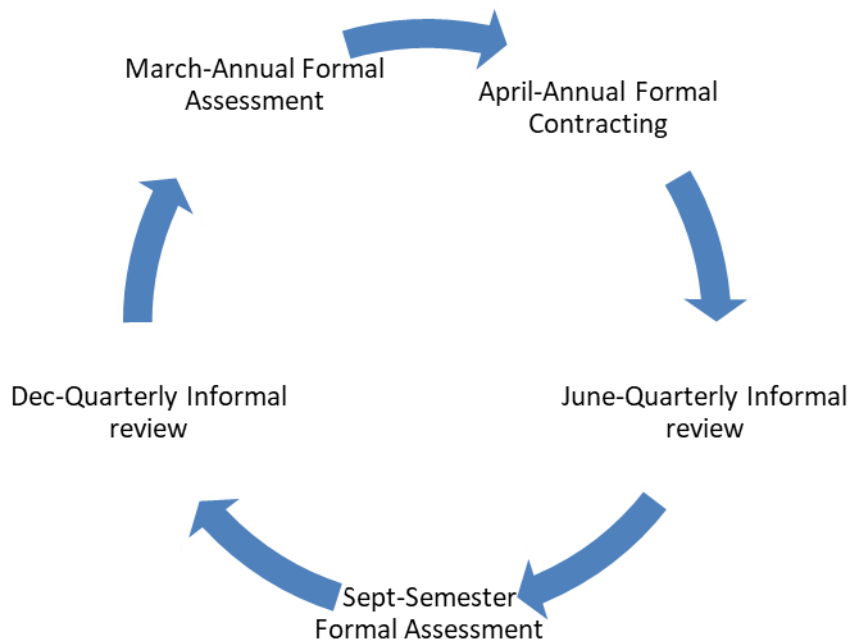 March-Annual Formal
Assessment
April-Annual Formal
Contracting
June-Quarterly Informal
review
Sept-Semester
Formal Assessment
Dec-Quarterly Informal
review